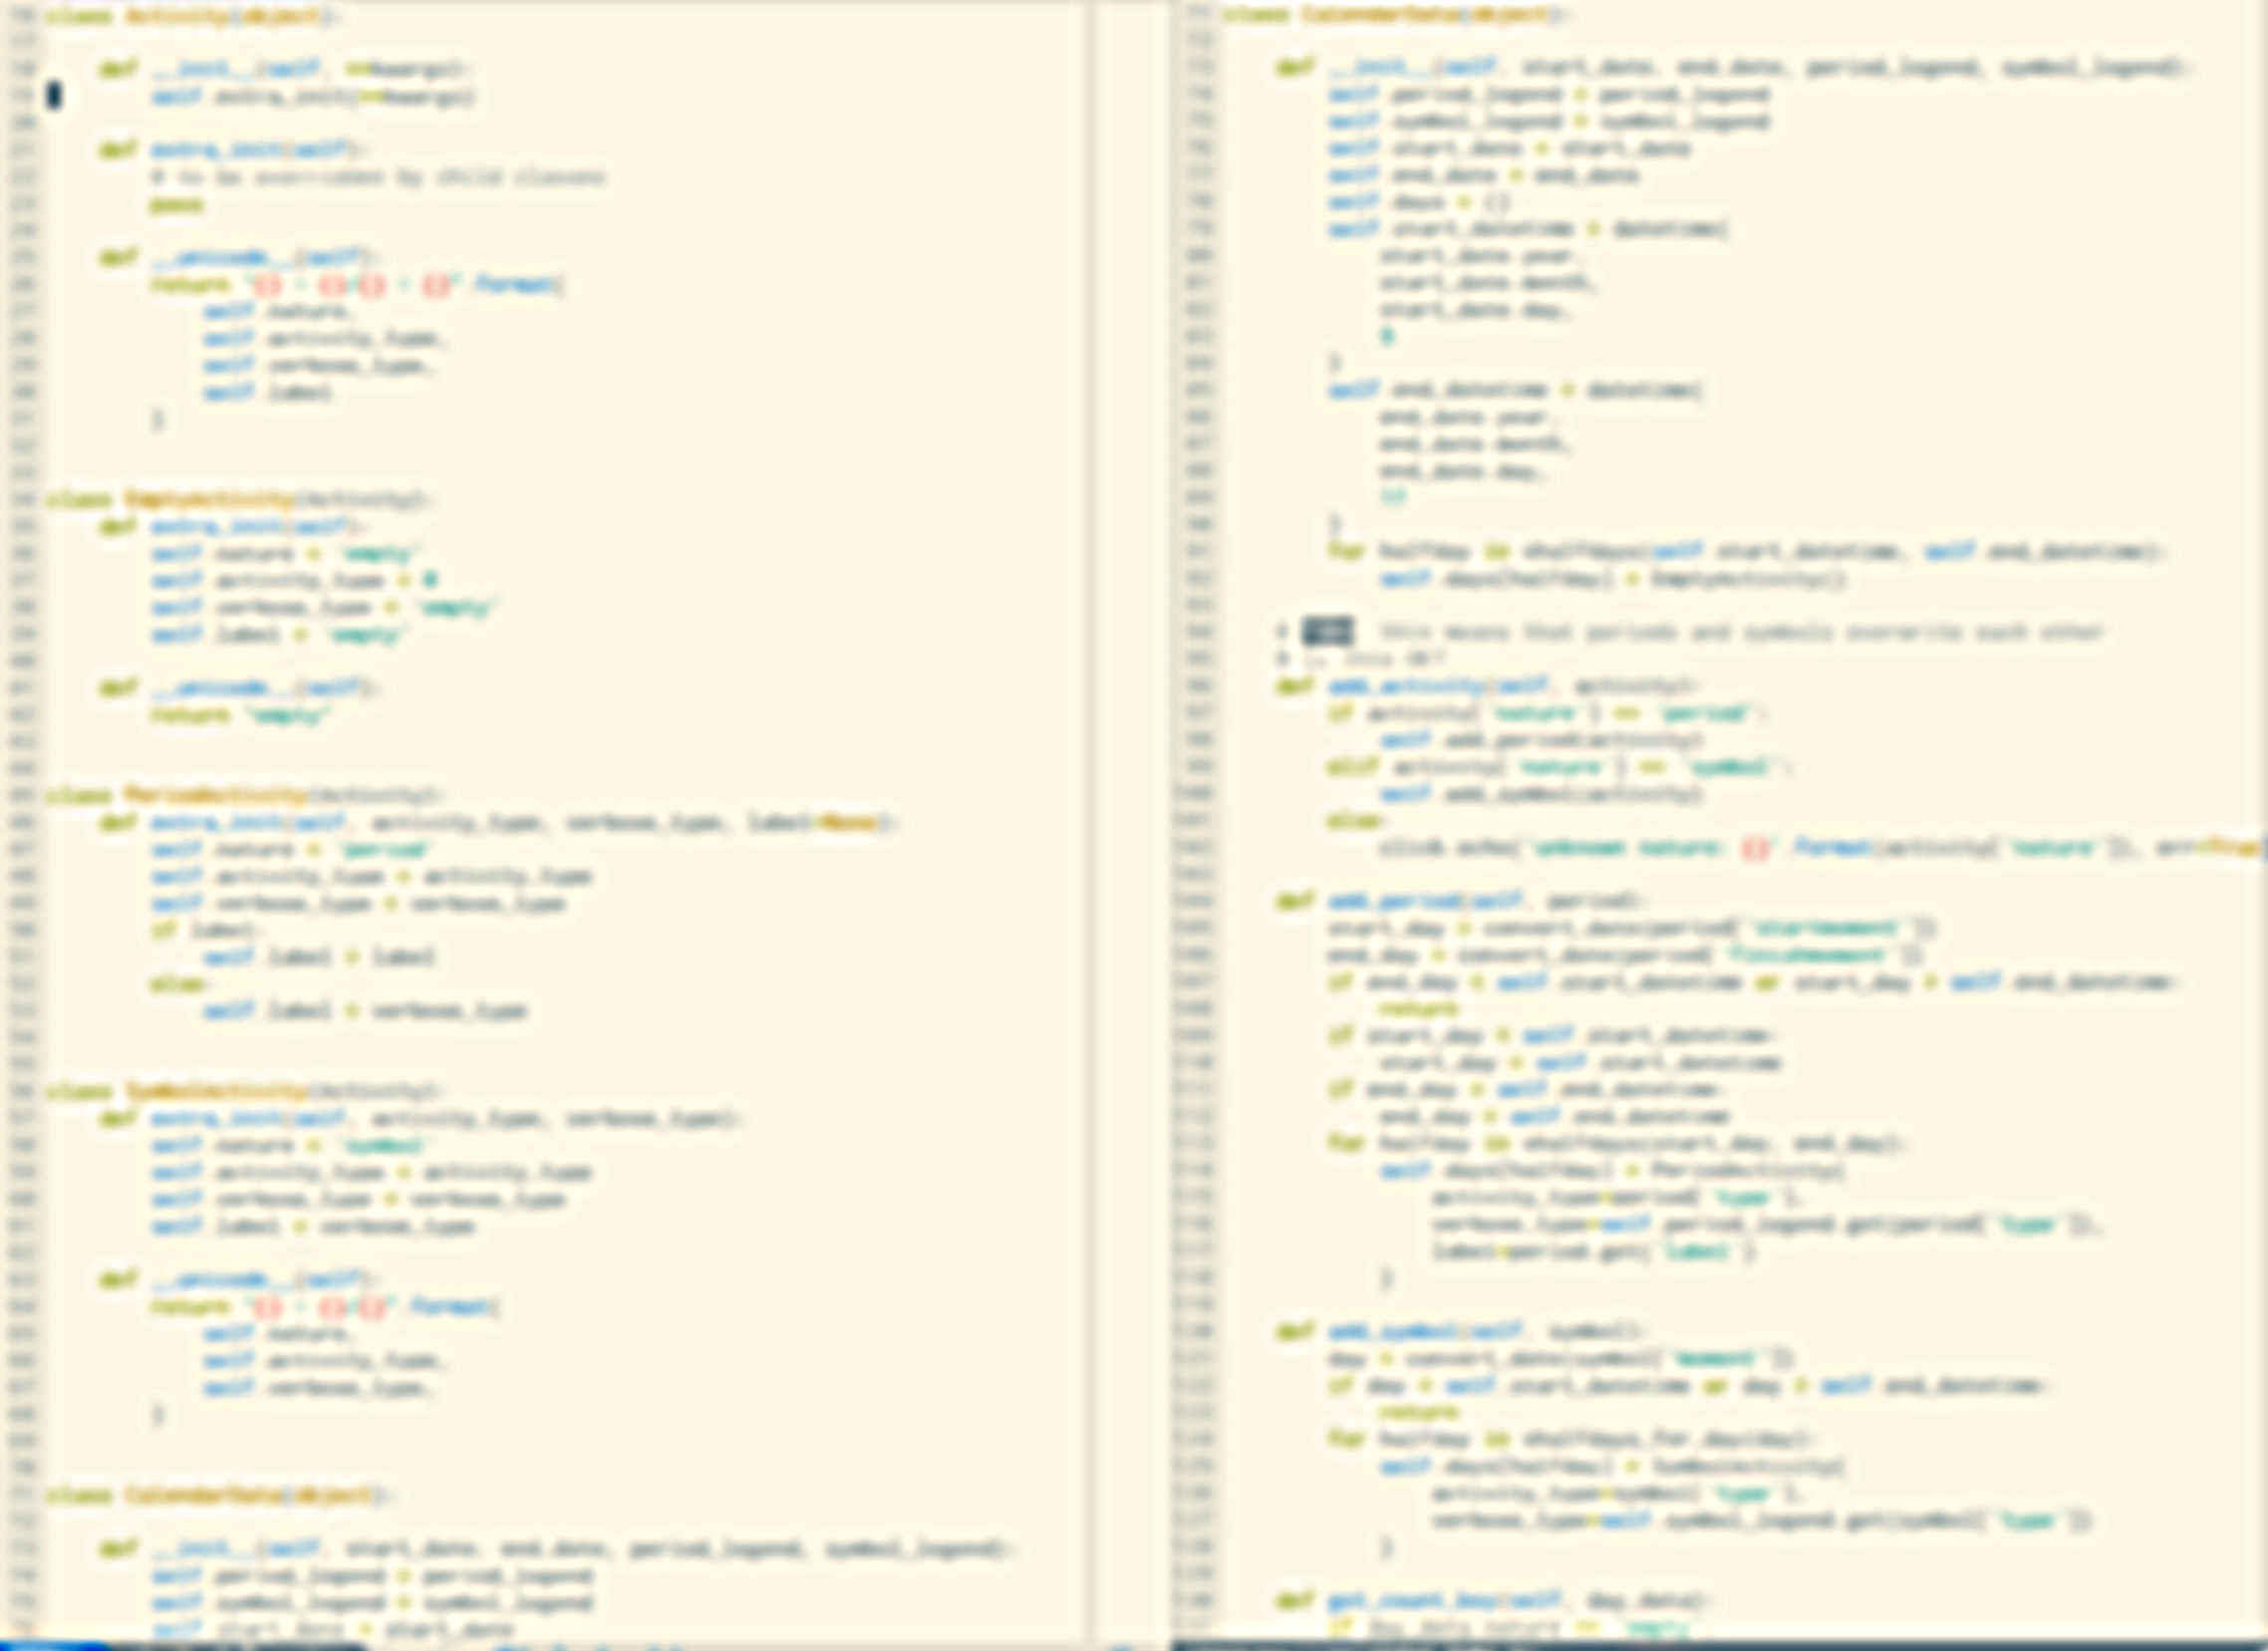 class Activity(object):
def __init__(self, **kwargs):
self.extra_init(**kwargs)
def extra_init(self):
# to be overridden by child classes
pass
def __unicode__(self):
return "{} - {}/{} - {}".format(
self.nature,
self.activity_type,
self.verbose_type,
self.label
)
class EmptyActivity(Activity):
def extra_init(self):
self.nature = 'empty'
self.activity_type = 0
self.verbose_type = 'empty'
self.label = 'empty'
def __unicode__(self):
return "empty"
class PeriodActivity(Activity):
def extra_init(self, activity_type, verbose_type, label=None):
self.nature = 'period'
self.activity_type = activity_type
self.verbose_type = verbose_type
if label:
self.label = label
else:
self.label = verbose_type
class SymbolActivity(Activity):
def extra_init(self, activity_type, verbose_type):
self.nature = 'symbol'
self.activity_type = activity_type
self.verbose_type = verbose_type
self.label = verbose_type
def __unicode__(self):
return "{} - {}/{}".format(
self.nature,
self.activity_type,
self.verbose_type,
)
class CalendarData(object):
def __init__(self, start_date, end_date, period_legend, symbol_legend):
self.period_legend = period_legend
self.symbol_legend = symbol_legend
self.start_date = start_date
class CalendarData(object):
def __init__(self, start_date, end_date, period_legend, symbol_legend):
self.period_legend = period_legend
self.symbol_legend = symbol_legend
self.start_date = start_date
self.end_date = end_date
self.days = {}
self.start_datetime = datetime(
start_date.year,
start_date.month,
start_date.day,
)
self.end_datetime = datetime(
end_date.year,
end_date.month,
end_date.day,
)
for halfday in ehalfdays(self.start_datetime, self.end_datetime):
self.days[halfday] = EmptyActivity()
# this means that periods and symbols overwrite each other
# this OK?
def add_activity(self, activity):
if activity['nature'] == 'period':
self.add_period(activity)
elif activity['nature'] == 'symbol':
self.add_symbol(activity)
else:
click.echo('unknown nature: {}'.format(activity['nature']), err=True
def add_period(self, period):
start_day = convert_date(period['startmoment'])
end_day = convert_date(period['finishmoment'])
if end_day < self.start_datetime or start_day > self.end_datetime:
return
if start_day < self.start_datetime:
start_day = self.start_datetime
if end_day > self.end_datetime:
end_day = self.end_datetime
for halfday in ehalfdays(start_day, end_day):
self.days[halfday] = PeriodActivity(
activity_type=period['type'],
verbose_type=self.period_legend.get(period['type']),
label=period.get('label')
)
def add_symbol(self, symbol):
day = convert_date(symbol['moment'])
if day < self.start_datetime or day > self.end_datetime:
return
for halfday in ehalfdays_for_day(day):
self.days[halfday] = SymbolActivity(
activity_type=symbol['type'],
verbose_type=self.symbol_legend.get(symbol['type'])
)
def get_count_key(self, day_data):
if day_data.nature == 'empty':